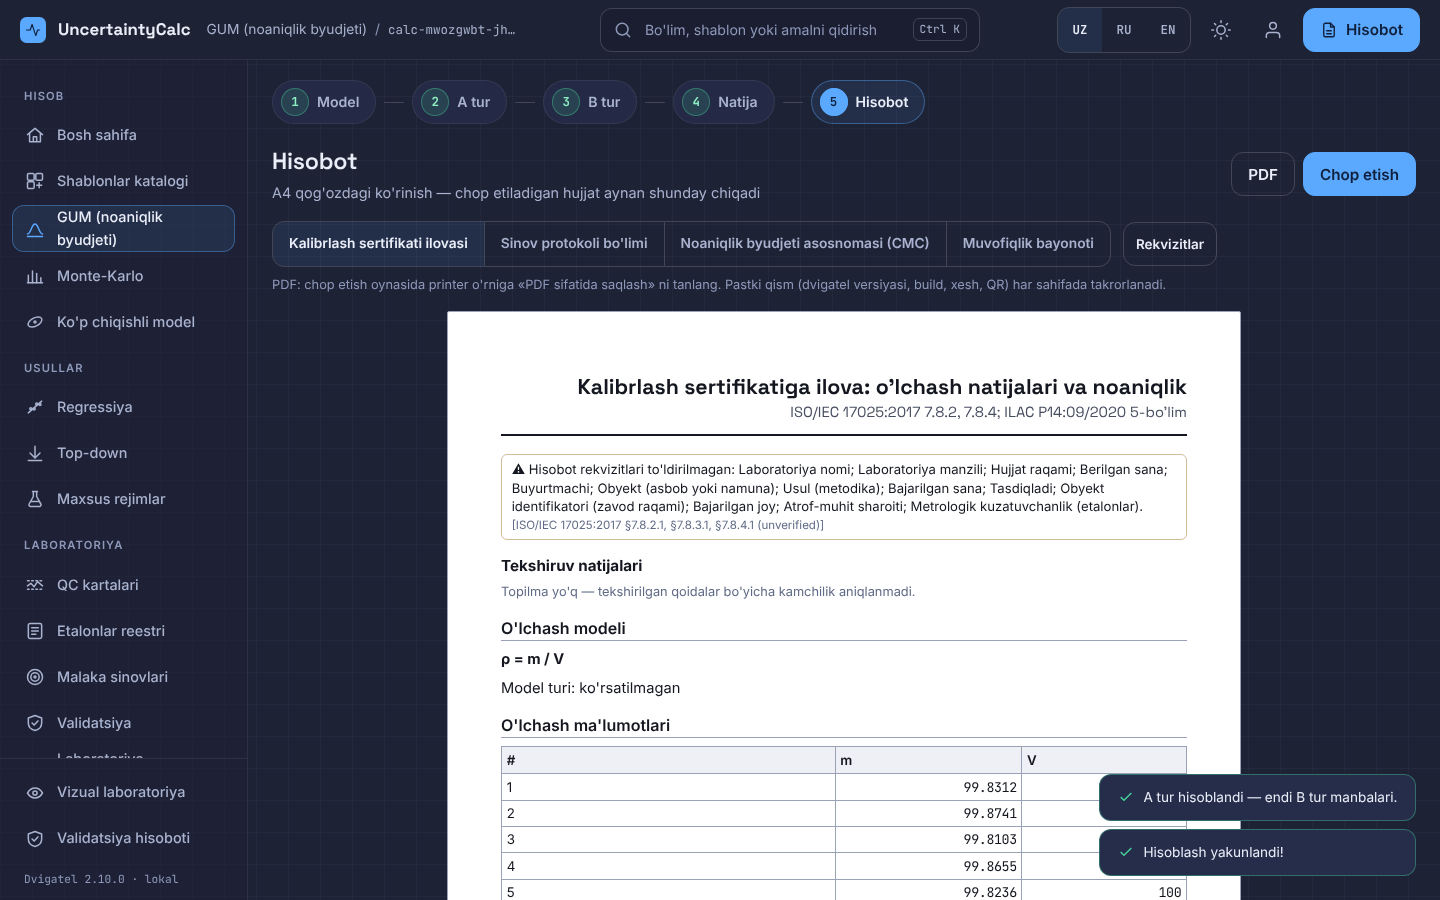 UncertaintyCalc
GUM (noaniqlik byudjeti) / calc-mwozgwbt-jh…
Bo'lim, shablon yoki amalni qidirish
Ctrl K
UZ
RU
EN
Hisobot
HISOB
Bosh sahifa
Shablonlar katalogi
GUM (noaniqlik
byudjeti)
Monte-Karlo
Ko'p chiqishli model
USULLAR
Regressiya
Top-down
Maxsus rejimlar
LABORATORIYA
QC kartalari
Etalonlar reestri
Malaka sinovlari
Validatsiya
Vizual laboratoriya
Validatsiya hisoboti
Dvigatel 2.10.0 · lokal
1 Model
2 A tur
3 B tur
4 Natija
5 Hisobot
Hisobot
A4 qog'ozdagi ko'rinish — chop etiladigan hujjat aynan shunday chiqadi
PDF
Chop etish
Kalibrlash sertifikati ilovasi
Sinov protokoli bo'limi
Noaniqlik byudjeti asosnomasi (CMC)
Muvofiqlik bayonoti
Rekvizitlar
PDF: chop etish oynasida printer o'rniga «PDF sifatida saqlash» ni tanlang. Pastki qism (dvigatel versiyasi, build, xesh, QR) har sahifada takrorlanadi.
Kalibrlash sertifikatiga ilova: o'lchash natijalari va noaniqlik
ISO/IEC 17025:2017 7.8.2, 7.8.4; ILAC P14:09/2020 5-bo'lim
⚠ Hisobot rekvizitlari to'ldirilmagan: Laboratoriya nomi; Laboratoriya manzili; Hujjat raqami; Berilgan sana;
Buyurtmachi; Obyekt (asbob yoki namuna); Usul (metodika); Bajarilgan sana; Tasdiqladi; Obyekt
identifikatori (zavod raqami); Bajarilgan joy; Atrof-muhit sharoiti; Metrologik kuzatuvchanlik (etalonlar).
[ISO/IEC 17025:2017 §7.8.2.1, §7.8.3.1, §7.8.4.1 (unverified)]
Tekshiruv natijalari
Topilma yo'q — tekshirilgan qoidalar bo'yicha kamchilik aniqlanmadi.
O'lchash modeli
ρ = m / V
Model turi: ko'rsatilmagan
O'lchash ma'lumotlari
# m V
1 99.8312
2 99.8741
3 99.8103
4 99.8655
5 99.8236 100
A tur hisoblandi — endi B tur manbalari.
Hisoblash yakunlandi!